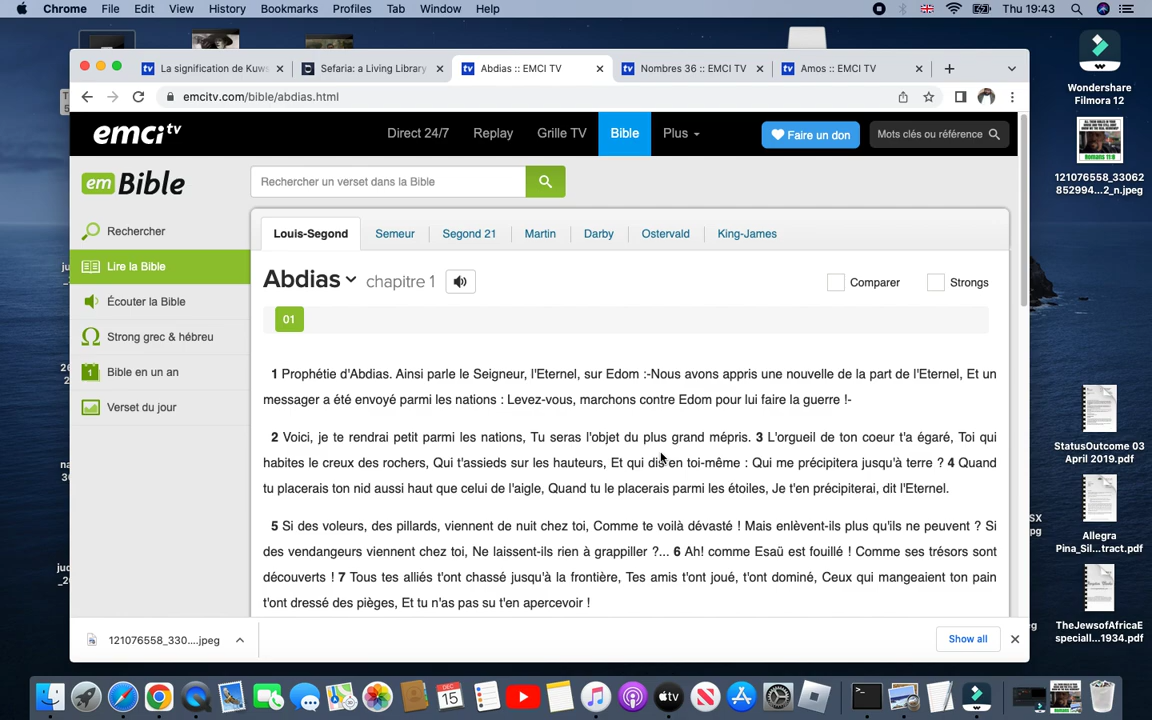 Chrome File Edit View History Bookmarks Profiles Tab Window Help Thu 19:43
La signification de Kuw Sefaria: a Living Library Abdias :: EMCI TV Nombres 36 :: EMCI TV Amos :: EMCI TV
emcitv.com/bible/abdias.html
emci tv Direct 24/7 Replay Grille TV Bible Plus Faire un don Mots clés ou référence
em Bible Rechercher un verset dans la Bible
Rechercher
Lire la Bible
Écouter la Bible
Strong grec & hébreu
Bible en un an
Verset du jour
Louis-Segond Semeur Segond 21 Martin Darby Ostervald King-James
Abdias chapitre 1 Comparer Strongs
01
1 Prophétie d'Abdias. Ainsi parle le Seigneur, l'Eternel, sur Edom :-Nous avons appris une nouvelle de la part de l'Eternel, Et un
messager a été envoyé parmi les nations : Levez-vous, marchons contre Edom pour lui faire la guerre !-
2 Voici, je te rendrai petit parmi les nations, Tu seras l'objet du plus grand mépris. 3 L'orgueil de ton coeur t'a égaré, Toi qui
habites le creux des rochers, Qui t'assieds sur les hauteurs, Et qui dis en toi-même : Qui me précipitera jusqu'à terre ? 4 Quand
tu placerais ton nid aussi haut que celui de l'aigle, Quand tu le placerais parmi les étoiles, Je t'en précipiterai, dit l'Eternel.
5 Si des voleurs, des pillards, viennent de nuit chez toi, Comme te voilà dévasté ! Mais enlèvent-ils plus qu'ils ne peuvent ? Si
des vendangeurs viennent chez toi, Ne laissent-ils rien à grappiller ?... 6 Ah! comme Esaü est fouillé ! Comme ses trésors sont
découverts ! 7 Tous tes alliés t'ont chassé jusqu'à la frontière, Tes amis t'ont joué, t'ont dominé, Ceux qui mangeaient ton pain
t'ont dressé des pièges, Et tu n'as pas su t'en apercevoir !
121076558_330....jpeg Show all
Wondershare
Filmora 12
121076558_33062
852994...2_n.jpeg
StatusOutcome 03
April 2019.pdf
Allegra
Pina_Sil...tract.pdf
TheJewsofAfricaE
speciall...1934.pdf